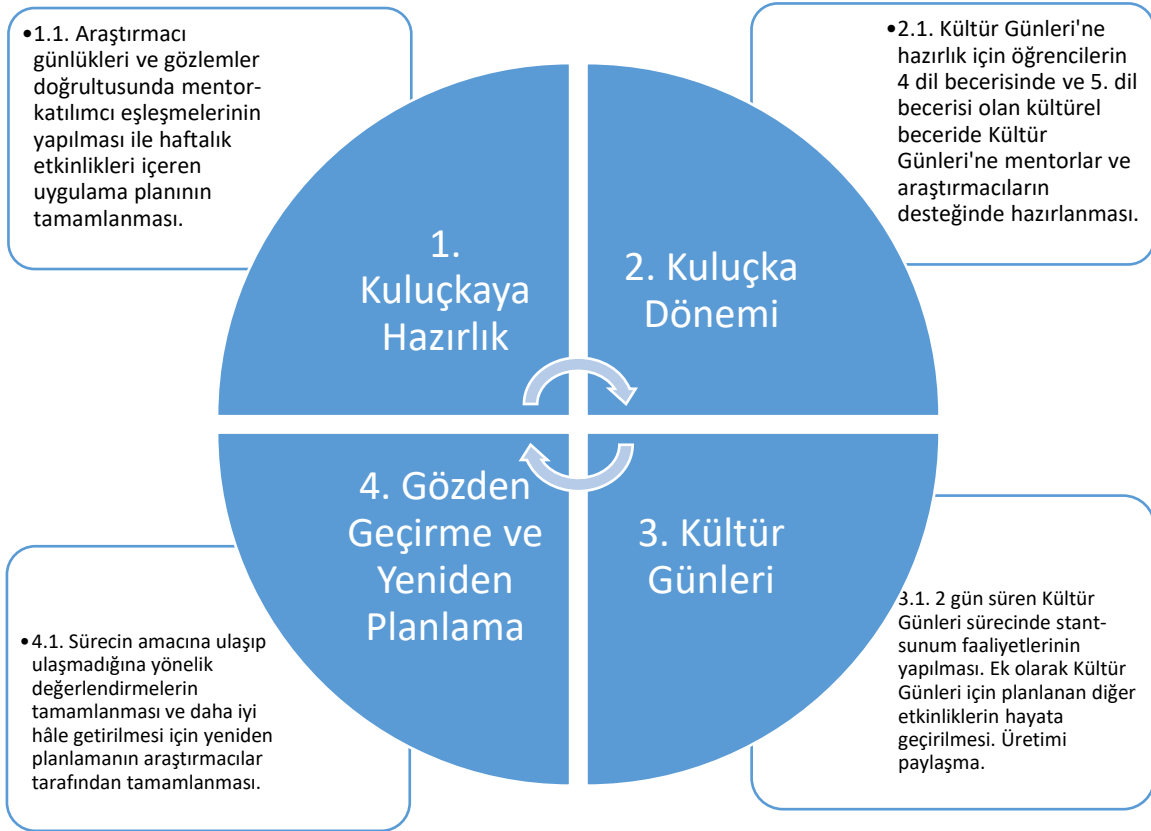 •1.1. Araştırmacı
günlükleri ve gözlemler
doğrultusunda mentor-
katılımcı eşleşmelerinin
yapılması ile haftalık
etkinlikleri içeren
uygulama planının
tamamlanması.
•2.1. Kültür Günleri'ne
hazırlık için öğrencilerin
4 dil becerisinde ve 5. dil
becerisi olan kültürel
beceride Kültür
Günleri'ne mentorlar ve
araştırmacıların
desteğinde hazırlanması.
1.
Kuluçkaya
Hazırlık
2. Kuluçka
Dönemi
3. Kültür
Günleri
4. Gözden
Geçirme ve
Yeniden
Planlama
3.1. 2 gün süren Kültür
Günleri sürecinde stant-
sunum faaliyetlerinin
yapılması. Ek olarak Kültür
Günleri için planlanan diğer
etkinliklerin hayata
geçirilmesi. Üretimi
paylaşma.
•4.1. Sürecin amacına ulaşıp
ulaşmadığına yönelik
değerlendirmelerin
tamamlanması ve daha iyi
hâle getirilmesi için yeniden
planlamanın araştırmacılar
tarafından tamamlanması.